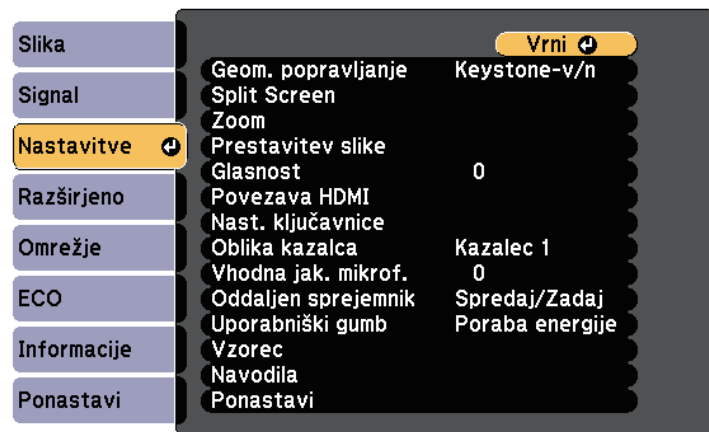 Slika
Signal
Nastavitve
Razširjeno
Omrežje
ECO
Informacije
Ponastavi
Vrni
Geom. popravljanje Keystone-v/n
Split Screen
Zoom
Prestavitev slike
Glasnost 0
Povezava HDMI
Nast. ključavnice
Oblika kazalca Kazalec 1
Vhodna jak. mikrof. 0
Oddaljen sprejemnik Spredaj/Zadaj
Uporabniški gumb Poraba energije
Vzorec
Navodila
Ponastavi